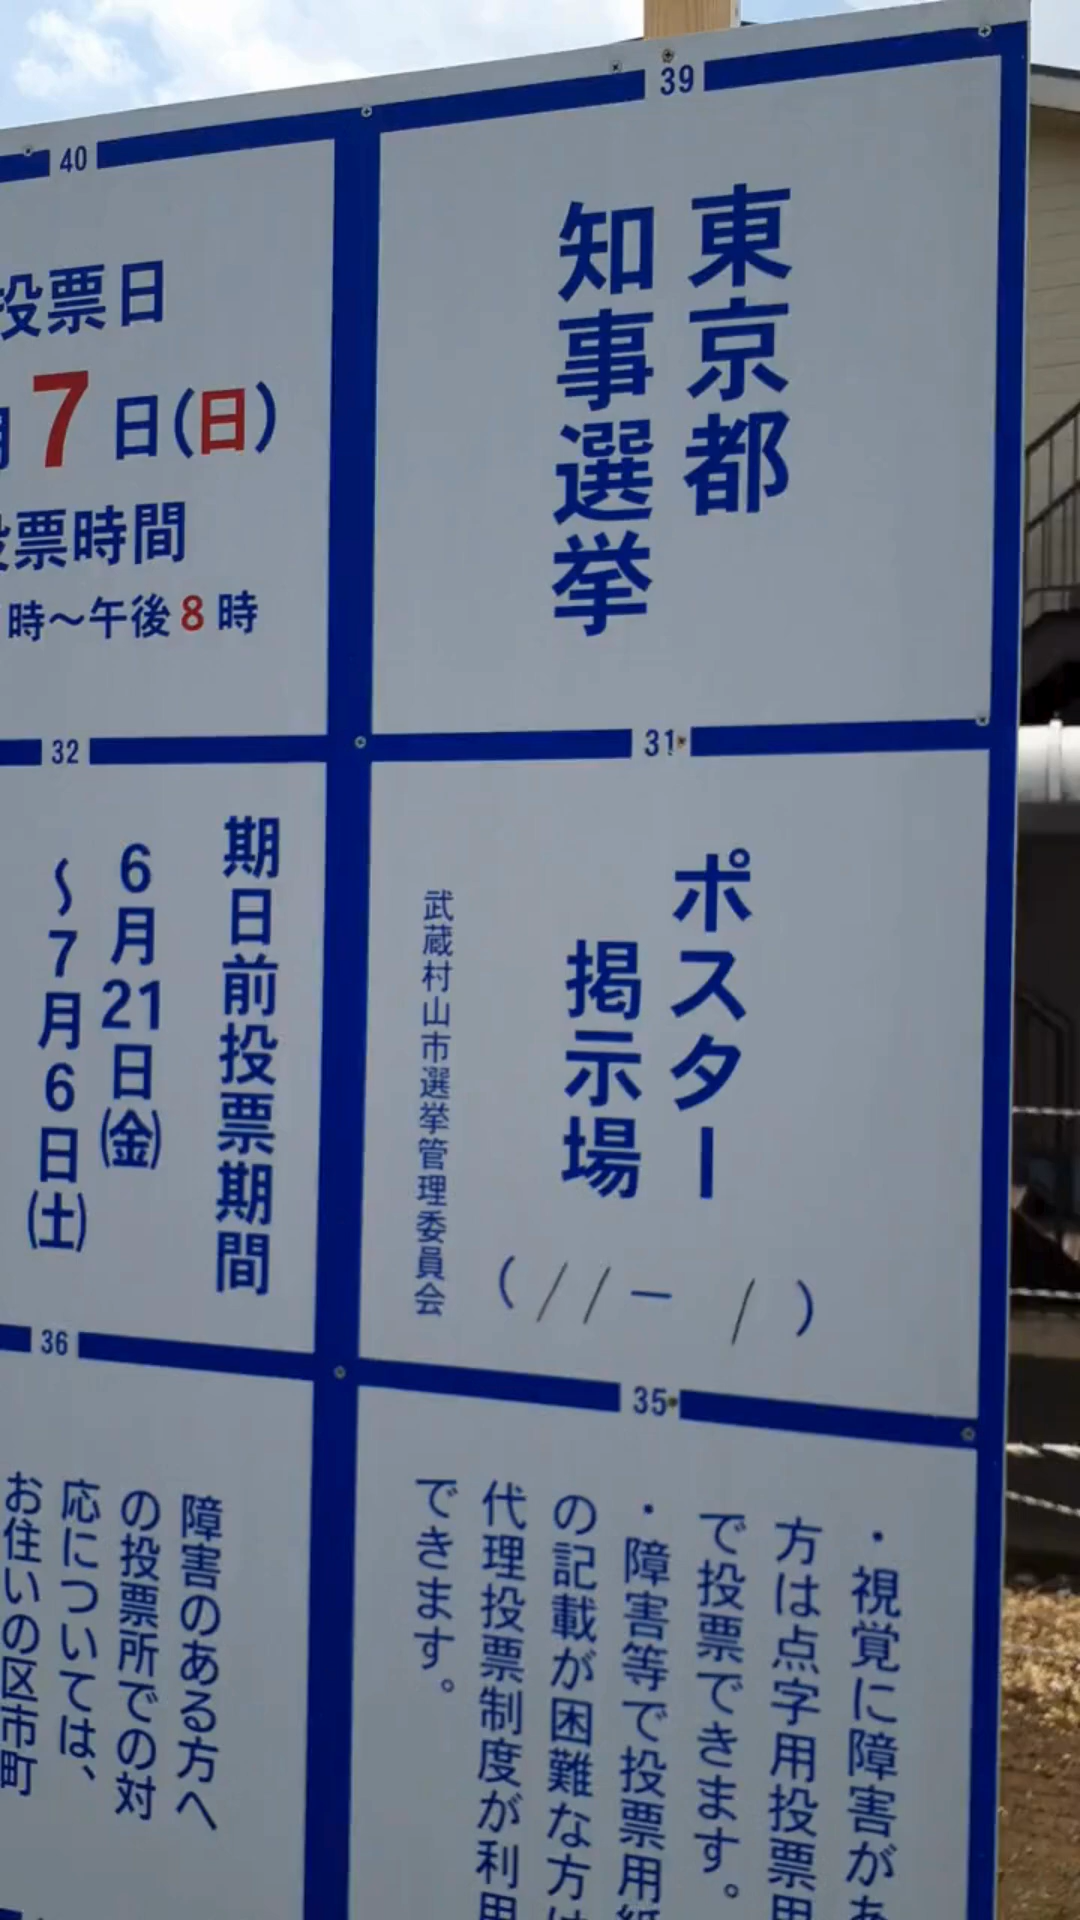 39
東京都
知事選挙
40
投票日
月7日(日)
投票時間
時～午後8時
31
ポスター
掲示場
(11-1)
武蔵村山市選挙管理委員会
32
期日前投票期間
6月21日(金)
～7月6日(土)
35
・視覚に障害があ
方は点字用投票用
で投票できます。
・障害等で投票用紙
の記載が困難な方は
代理投票制度が利用
できます。
36
障害のある方へ
の投票所での対
応については、
お住いの区市町